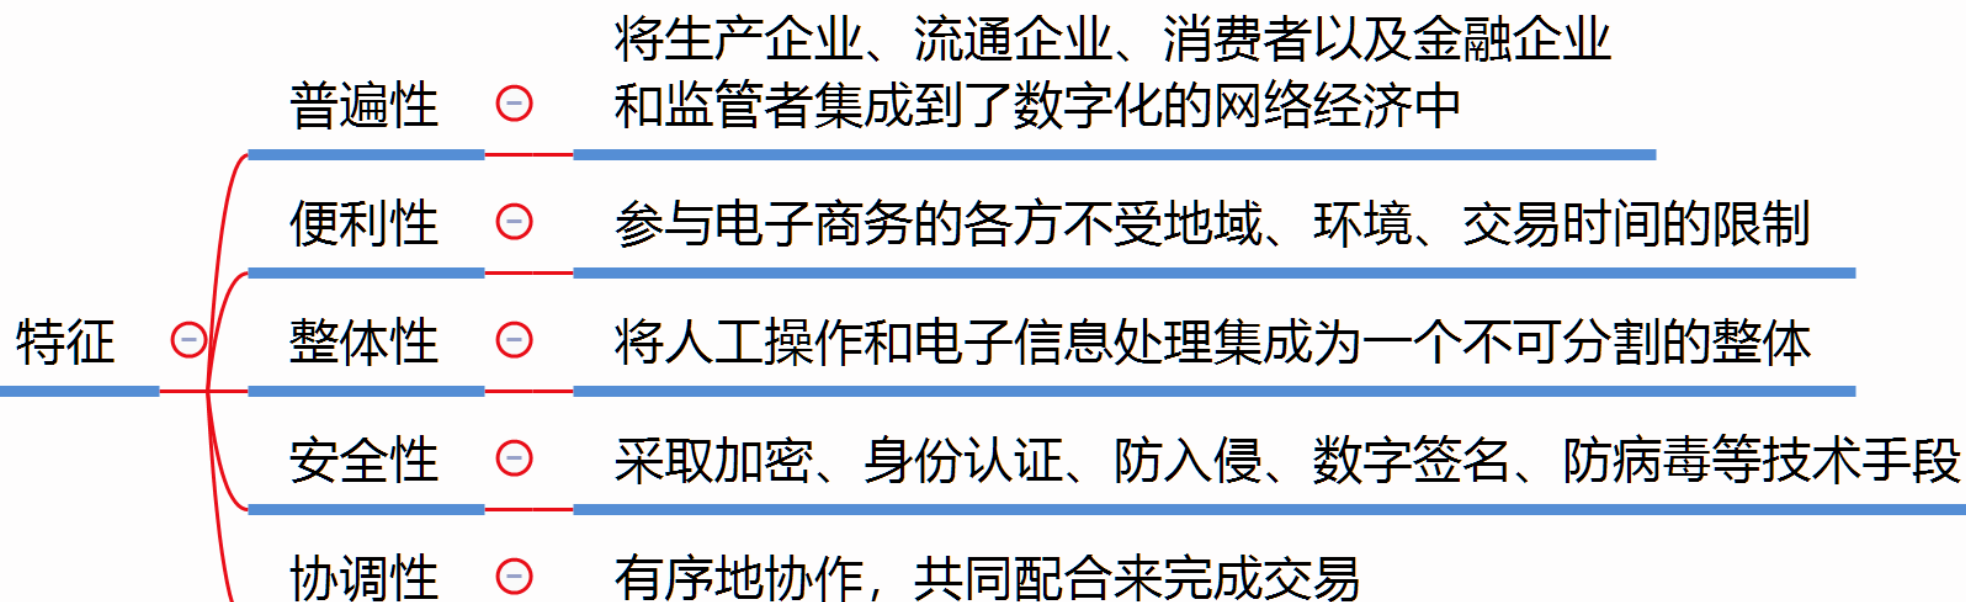 普遍性
将生产企业、流通企业、消费者以及金融企业
和监管者集成到了数字化的网络经济中
便利性
参与电子商务的各方不受地域、环境、交易时间的限制
特征
整体性
将人工操作和电子信息处理集成为一个不可分割的整体
安全性
采取加密、身份认证、防入侵、数字签名、防病毒等技术手段
协调性
有序地协作，共同配合来完成交易